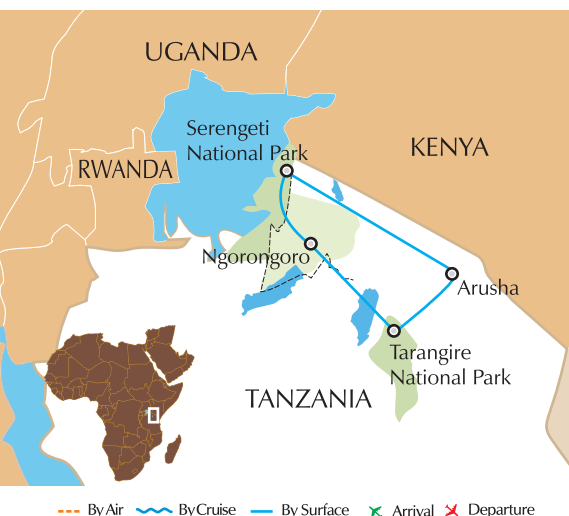 UGANDA
Serengeti
National Park
KENYA
RWANDA
Ngorongoro
Arusha
Tarangire
National Park
TANZANIA
By Air By Cruise By Surface Arrival Departure